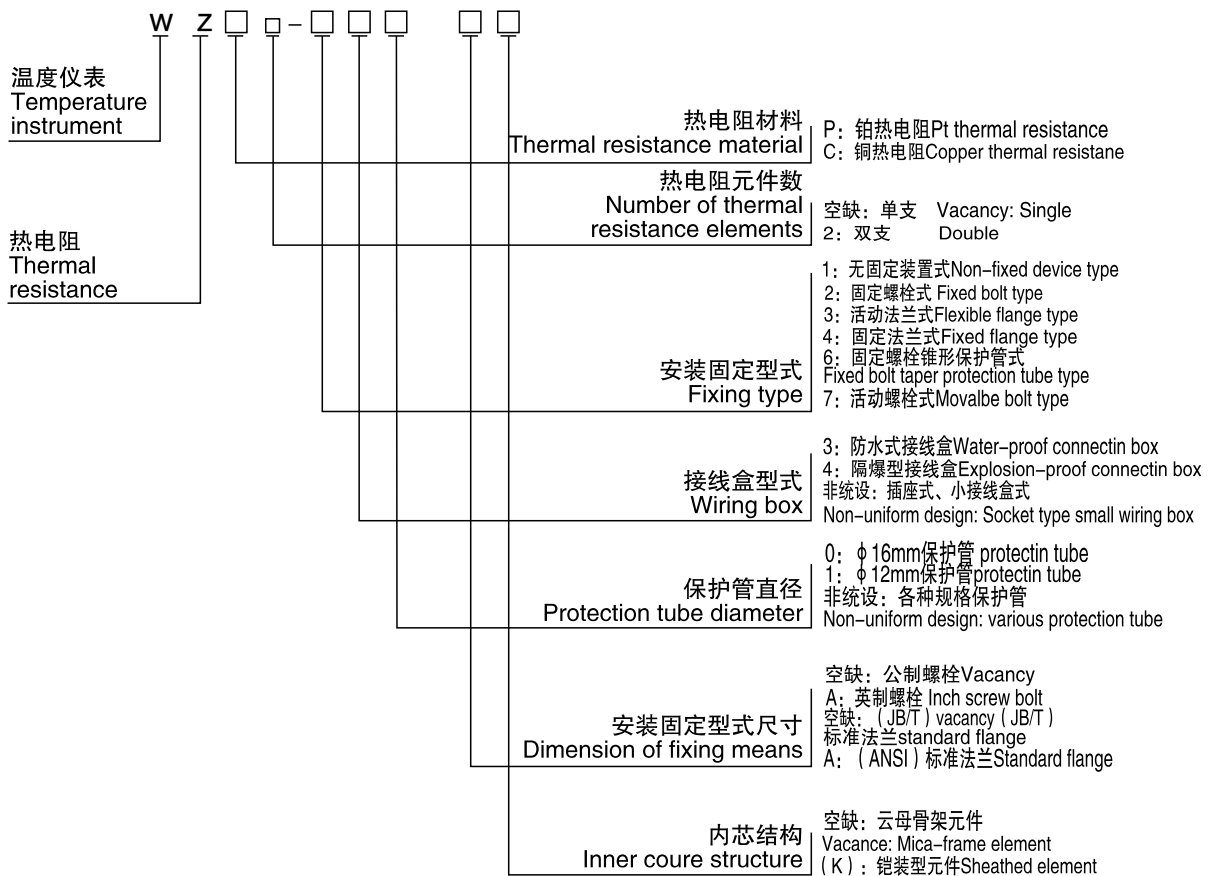 W Z□□-□□□ □□
温度仪表
Temperature
instrument
热电阻
Thermal
resistance
热电阻材料
Thermal resistance material
P：铂热电阻Pt thermal resistance
C：铜热电阻Copper thermal resistane
热电阻元件数
Number of thermal
resistance elements
空缺：单支 Vacancy: Single
2：双支 Double
安装固定型式
Fixing type
1：无固定装置式Non-fixed device type
2：固定螺栓式 Fixed bolt type
3：活动法兰式Flexible flange type
4：固定法兰式Fixed flange type
6：固定螺栓锥形保护管式
Fixed bolt taper protection tube type
7：活动螺栓式Movalbe bolt type
接线盒型式
Wiring box
3：防水式接线盒Water-proof connectin box
4：隔爆型接线盒Explosion-proof connectin box
非统设：插座式、小接线盒式
Non-uniform design: Socket type small wiring box
保护管直径
Protection tube diameter
0：φ16mm保护管 protectin tube
1：φ12mm保护管protectin tube
非统设：各种规格保护管
Non-uniform design: various protection tube
安装固定型式尺寸
Dimension of fixing means
空缺：公制螺栓Vacancy
A：英制螺栓 Inch screw bolt
空缺：（JB/T）vacancy（JB/T）
标准法兰standard flange
A：（ANSI）标准法兰Standard flange
内芯结构
Inner coure structure
空缺：云母骨架元件
Vacance: Mica-frame element
（K）：铠装型元件Sheathed element